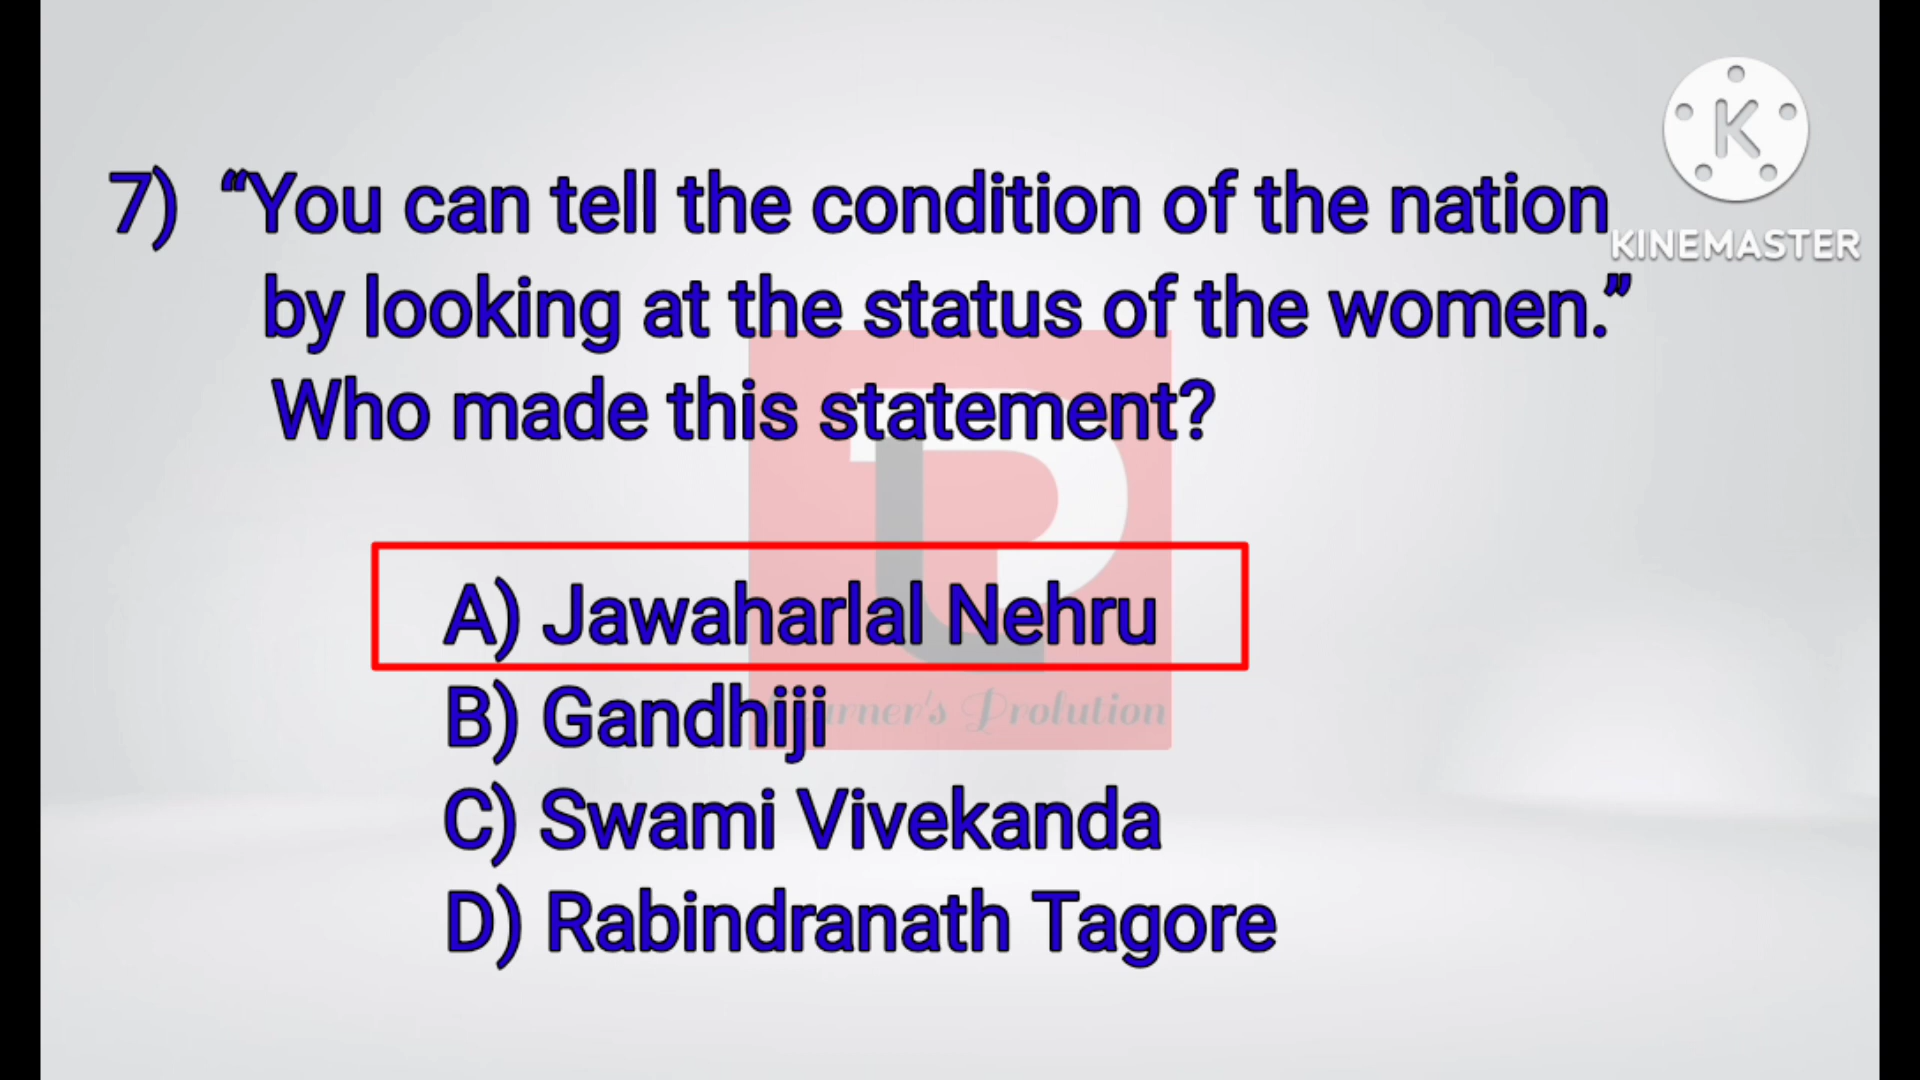 7) “You can tell the condition of the nation
by looking at the status of the women.”
Who made this statement?
A) Jawaharlal Nehru
B) Gandhiji
C) Swami Vivekanda
D) Rabindranath Tagore
K
KINEMASTER
Prolution